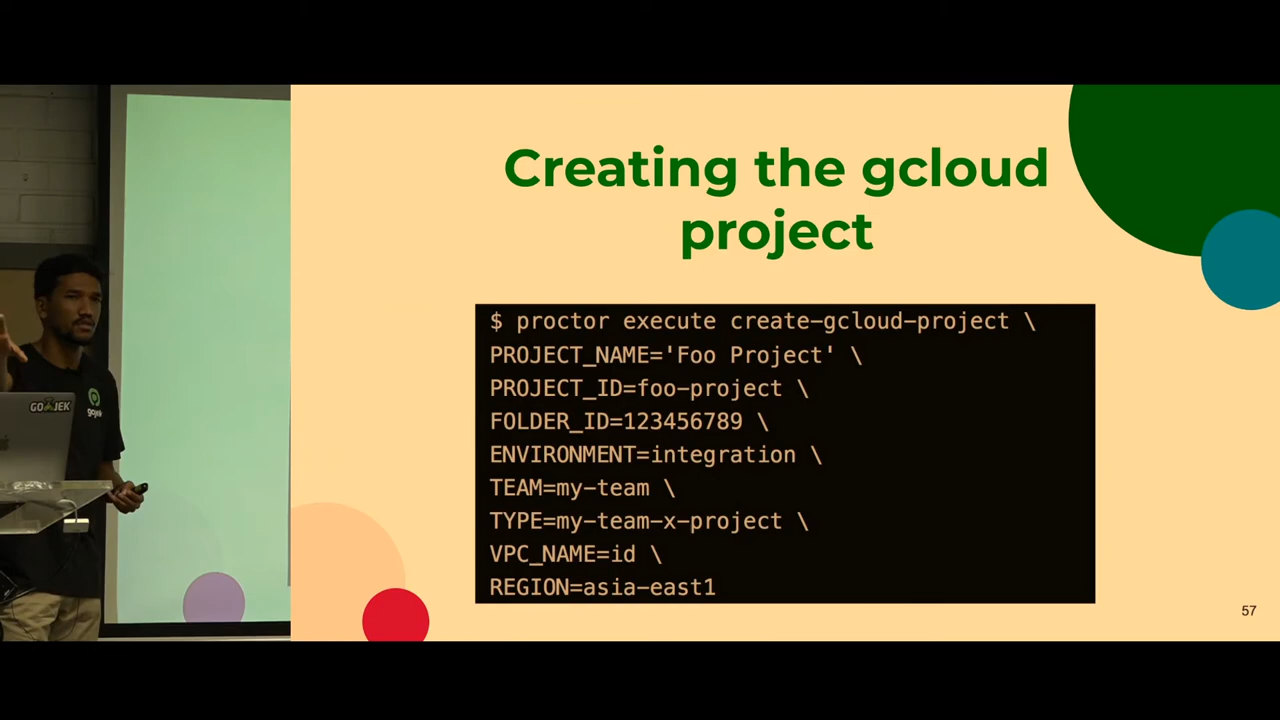 Creating the gcloud
project
$ proctor execute create-gcloud-project \
PROJECT_NAME='Foo Project' \
PROJECT_ID=foo-project \
FOLDER_ID=123456789 \
ENVIRONMENT=integration \
TEAM=my-team \
TYPE=my-team-x-project \
VPC_NAME=id \
REGION=asia-east1
57
GOJEK
gojek